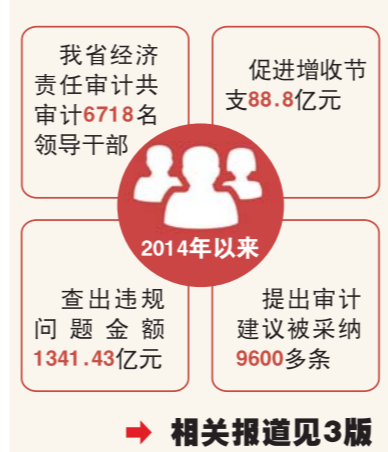 我省经济
责任审计共
审计6718名
领导干部
促进增收节
支88.8亿元
2014年以来
查出违规
问题金额
1341.43亿元
提出审计
建议被采纳
9600多条
相关报道见3版